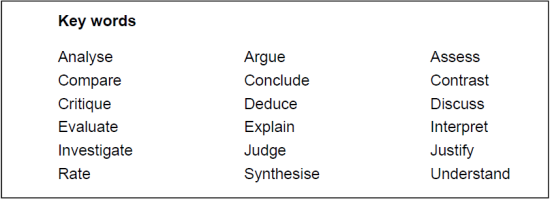 Key words
Analyse Argue Assess
Compare Conclude Contrast
Critique Deduce Discuss
Evaluate Explain Interpret
Investigate Judge Justify
Rate Synthesise Understand